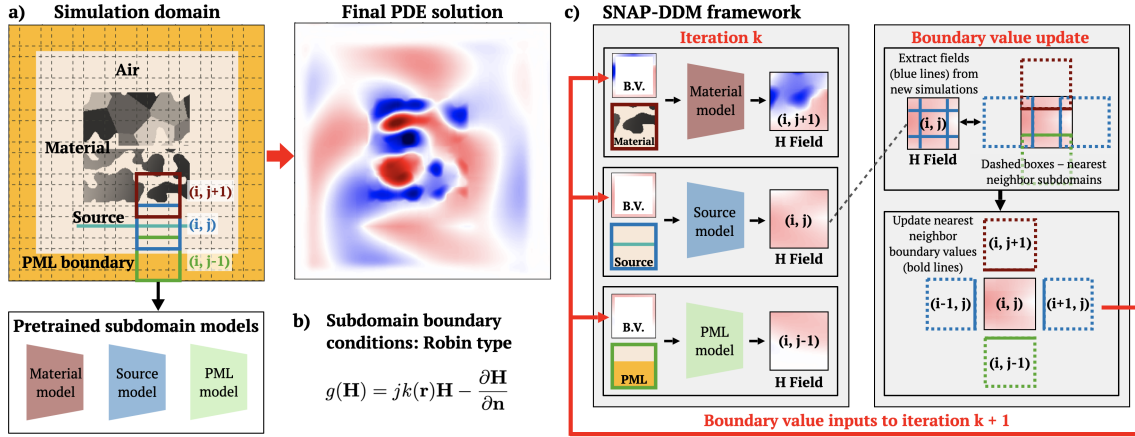 a) Simulation domain
Air
Material
Source
PML boundary
(i, j+1)
(i, j)
(i, j-1)
Final PDE solution
Pretrained subdomain models
Material
model
Source
model
PML
model
b) Subdomain boundary
conditions: Robin type
g(H) = jk(r)H − ∂H/∂n
c) SNAP-DDM framework
Iteration k
B.V.
Material
Material
model
(i, j+1)
H Field
B.V.
Source
Source
model
(i, j)
H Field
B.V.
PML
PML
model
(i, j-1)
H Field
Boundary value update
Extract fields
(blue lines) from
new simulations
(i, j)
H Field
Dashed boxes – nearest
neighbor subdomains
Update nearest
neighbor
boundary values
(bold lines)
(i, j+1)
(i-1, j)
(i, j)
(i+1, j)
(i, j-1)
Boundary value inputs to iteration k + 1